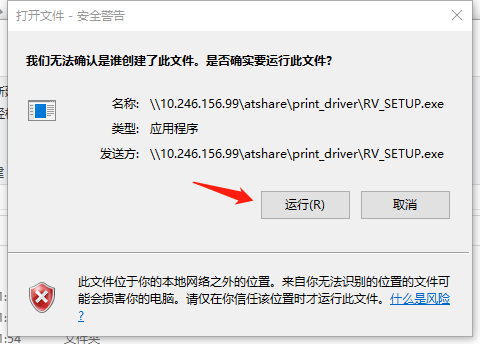 打开文件 - 安全警告
我们无法确认是谁创建了此文件。是否确实要运行此文件?
名称: \\10.246.156.99\atshare\print_driver\RV_SETUP.exe
类型: 应用程序
发送方: \\10.246.156.99\atshare\print_driver\RV_SETUP.exe
运行(R) 取消
此文件位于你的本地网络之外的位置。来自你无法识别的位置的文件可
能会损害你的电脑。请仅在你信任该位置时才运行此文件。什么是风险
?
文件夹